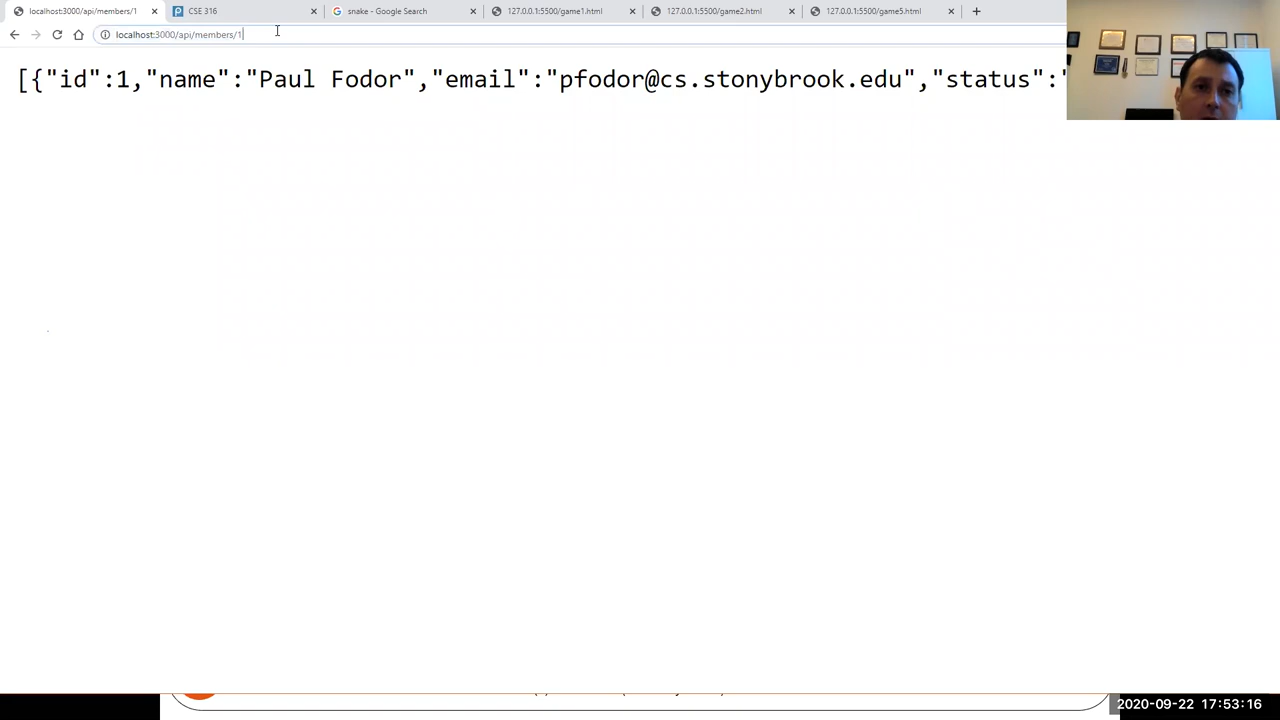 localhost:3000/api/members/1
CSE 316
snake - Google Search
127.0.0.1:5500/game1.html
127.0.0.1:5500/game2.html
127.0.0.1:5500/game5.html
localhost:3000/api/members/1
[{"id":1,"name":"Paul Fodor","email":"pfodor@cs.stonybrook.edu","status":"
2020-09-22 17:53:16